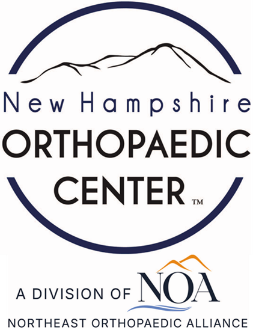 New Hampshire
ORTHOPAEDIC
CENTER ™
A DIVISION OF NOA
NORTHEAST ORTHOPAEDIC ALLIANCE